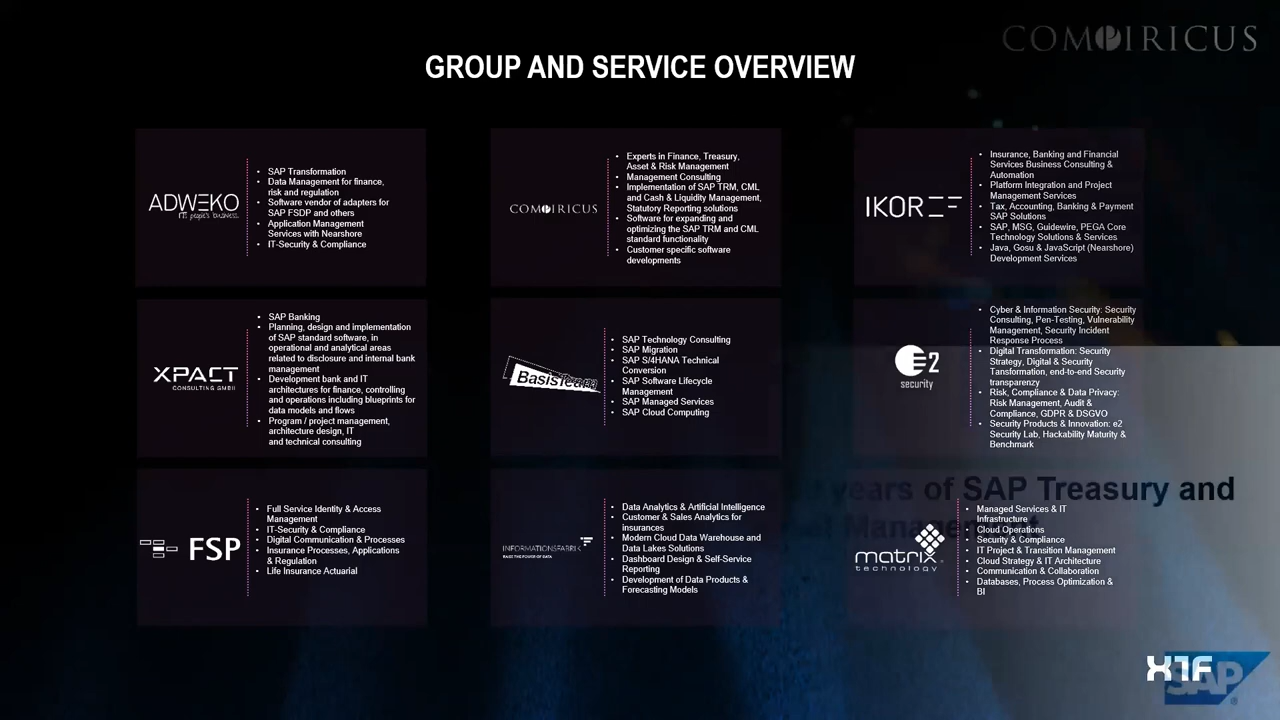 COMPIRICUS
GROUP AND SERVICE OVERVIEW
ADWEKO
IT. people's business.
• SAP Transformation
• Data Management for finance,
risk and regulation
• Software vendor of adapters for
SAP FSDP and others
• Application Management
Services with Nearshore
• IT-Security & Compliance
COMPIRICUS
• Experts in Finance, Treasury,
Asset & Risk Management
• Management Consulting
• Implementation of SAP TRM, CML
and Cash & Liquidity Management,
Statutory Reporting solutions
• Software for expanding and
optimizing the SAP TRM and CML
standard functionality
• Customer specific software
developments
IKOR
• Insurance, Banking and Financial
Services Business Consulting &
Automation
• Platform Integration and Project
Management Services
• Tax, Accounting, Banking & Payment
SAP Solutions
• SAP, MSG, Guidewire, PEGA Core
Technology Solutions & Services
• Java, Gosu & JavaScript (Nearshore)
Development Services
XPACT
CONSULTING GMBH
• SAP Banking
• Planning, design and implementation
of SAP standard software, in
operational and analytical areas
related to disclosure and internal bank
management
• Development bank and IT
architectures for finance, controlling
and operations including blueprints for
data models and flows
• Program / project management,
architecture design, IT
and technical consulting
BasisTeam
• SAP Technology Consulting
• SAP Migration
• SAP S/4HANA Technical
Conversion
• SAP Software Lifecycle
Management
• SAP Managed Services
• SAP Cloud Computing
e2
security
• Cyber & Information Security: Security
Consulting, Pen-Testing, Vulnerability
Management, Security Incident
Response Process
• Digital Transformation: Security
Strategy, Digital & Security
Transformation, end-to-end Security
transparenzy
• Risk, Compliance & Data Privacy:
Risk Management, Audit &
Compliance, GDPR & DSGVO
• Security Products & Innovation: e2
Security Lab, Hackability Maturity &
Benchmark
FSP
• Full Service Identity & Access
Management
• IT-Security & Compliance
• Digital Communication & Processes
• Insurance Processes, Applications
& Regulation
• Life Insurance Actuarial
INFORMATIONSFABRIK
RAISE THE POWER OF DATA
• Data Analytics & Artificial Intelligence
• Customer & Sales Analytics for
insurances
• Modern Cloud Data Warehouse and
Data Lakes Solutions
• Dashboard Design & Self-Service
Reporting
• Development of Data Products &
Forecasting Models
years of SAP Treasury and
matrix
technology
• Managed Services & IT
Infrastructure
• Cloud Operations
• Security & Compliance
• IT Project & Transition Management
• Cloud Strategy & IT Architecture
• Communication & Collaboration
• Databases, Process Optimization &
BI
X1F
SAP